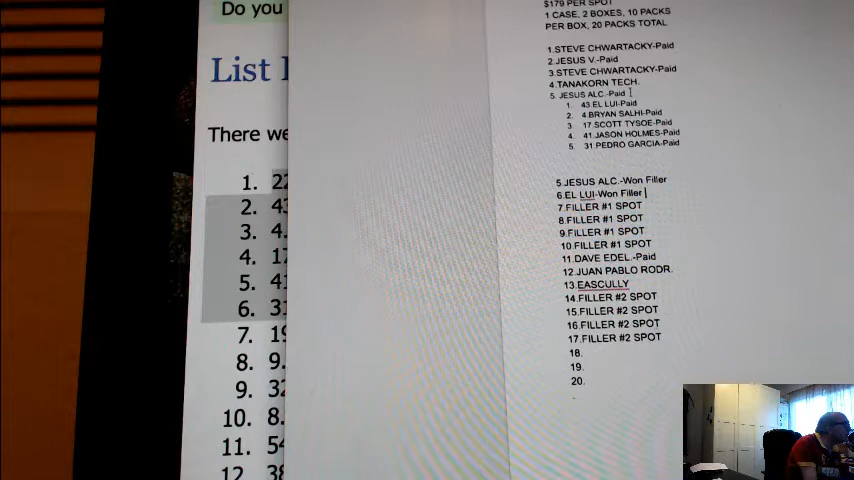 Do you
List
There we
1. 22
2. 43
3. 4.
4. 17
5. 41
6. 31
7. 19
8. 9.
9. 32
10. 8.
11. 54
12 38
$179 PER SPOT
1 CASE, 2 BOXES, 10 PACKS
PER BOX, 20 PACKS TOTAL
1.STEVE CHWARTACKY-Paid
2.JESUS V.-Paid
3.STEVE CHWARTACKY-Paid
4.TANAKORN TECH.
5. JESUS ALC.-Paid
1. 43 EL LUI-Paid
2. 4.BRYAN SALHI-Paid
3 17.SCOTT TYSOE-Paid
4. 41.JASON HOLMES-Paid
5. 31 PEDRO GARCIA-Paid
5.JESUS ALC.-Won Filler
6.EL LUI-Won Filler
7.FILLER #1 SPOT
8.FILLER #1 SPOT
9.FILLER #1 SPOT
10.FILLER #1 SPOT
11.DAVE EDEL.-Paid
12.JUAN PABLO RODR.
13.EASCULLY
14.FILLER #2 SPOT
15.FILLER #2 SPOT
16.FILLER #2 SPOT
17.FILLER #2 SPOT
18.
19.
20.